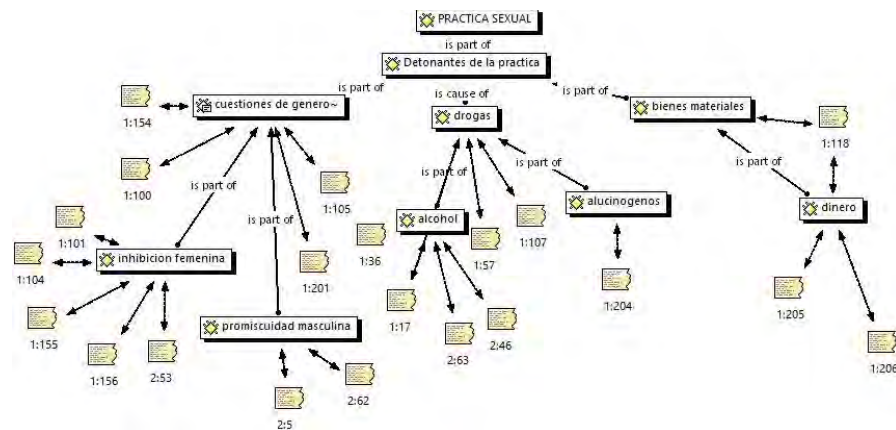 PRACTICA SEXUAL
is part of
Detonantes de la practica
is part of
is cause of
is part of
cuestiones de genero~
drogas
bienes materiales
1:154
1:118
1:100
is part of
is part of
1:105
is part of
is part of
is part of
alucinogenos
dinero
1:101
alcohol
1:36
1:57
1:107
inhibicion femenina
1:104
1:201
1:204
1:205
1:155
promiscuidad masculina
1:17
2:63
2:46
1:156
2:53
1:206
2:62
2:5